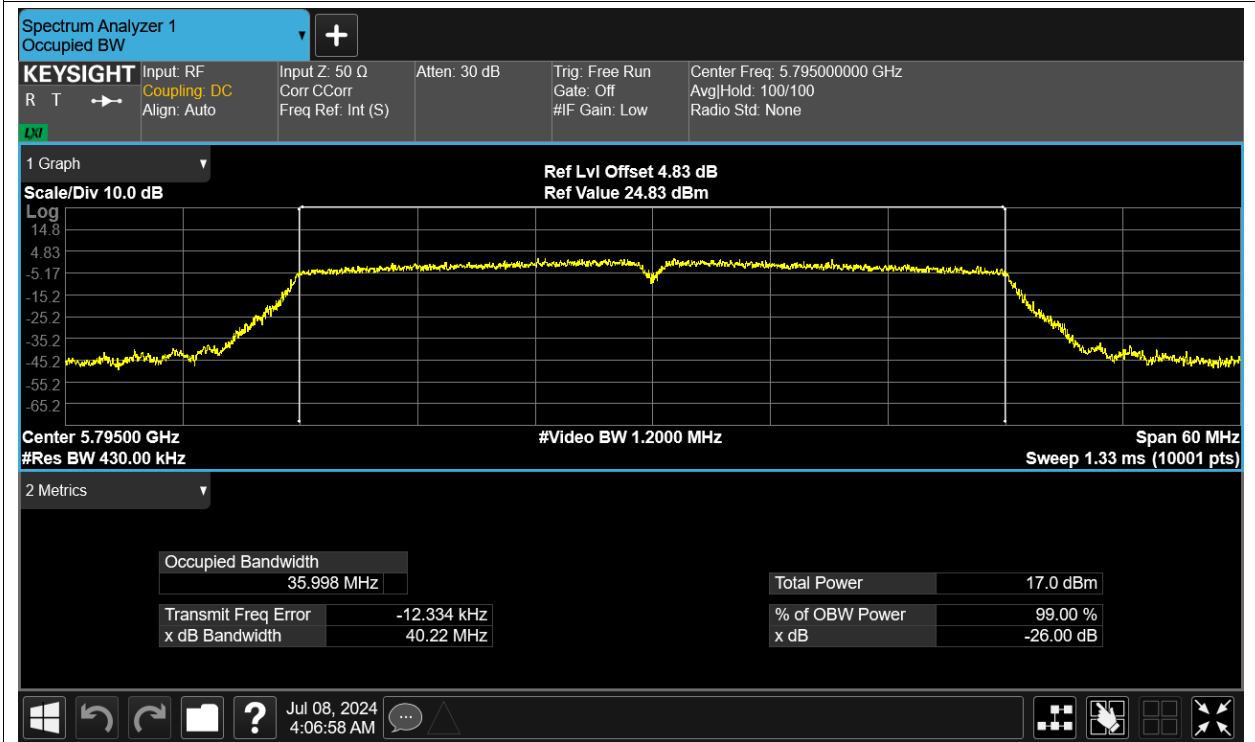 Spectrum Analyzer 1
Occupied BW
KEYSIGHT
R T
LXI
Input: RF
Coupling: DC
Align: Auto
Input Z: 50 Ω
Corr CCorr
Freq Ref: Int (S)
Atten: 30 dB
Trig: Free Run
Gate: Off
#IF Gain: Low
Center Freq: 5.795000000 GHz
Avg|Hold: 100/100
Radio Std: None
1 Graph
Scale/Div 10.0 dB
Ref Lvl Offset 4.83 dB
Ref Value 24.83 dBm
Log
14.8
4.83
-5.17
-15.2
-25.2
-35.2
-45.2
-55.2
-65.2
Center 5.79500 GHz
#Res BW 430.00 kHz
#Video BW 1.2000 MHz
Span 60 MHz
Sweep 1.33 ms (10001 pts)
2 Metrics
Occupied Bandwidth
35.998 MHz
Transmit Freq Error -12.334 kHz
x dB Bandwidth 40.22 MHz
Total Power 17.0 dBm
% of OBW Power 99.00 %
x dB -26.00 dB
Jul 08, 2024
4:06:58 AM